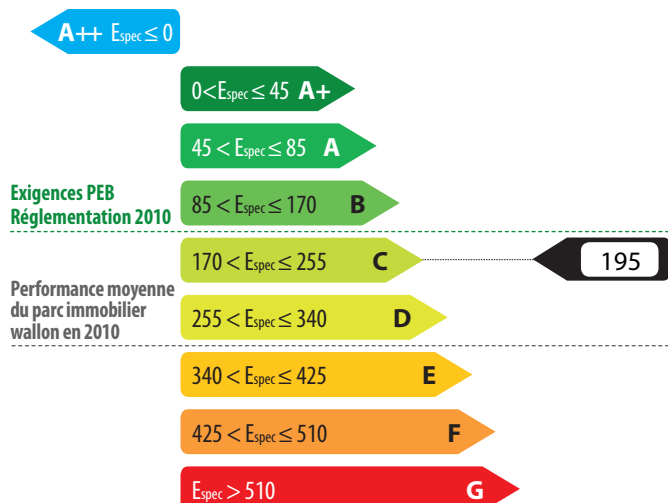 A++ Espec ≤ 0
0<Espec ≤ 45 A+
45 < Espec ≤ 85 A
Exigences PEB
Réglementation 2010
85 < Espec ≤ 170 B
170 < Espec ≤ 255 C
195
Performance moyenne
du parc immobilier
wallon en 2010
255 < Espec ≤ 340 D
340 < Espec ≤ 425 E
425 < Espec ≤ 510 F
Espec > 510 G